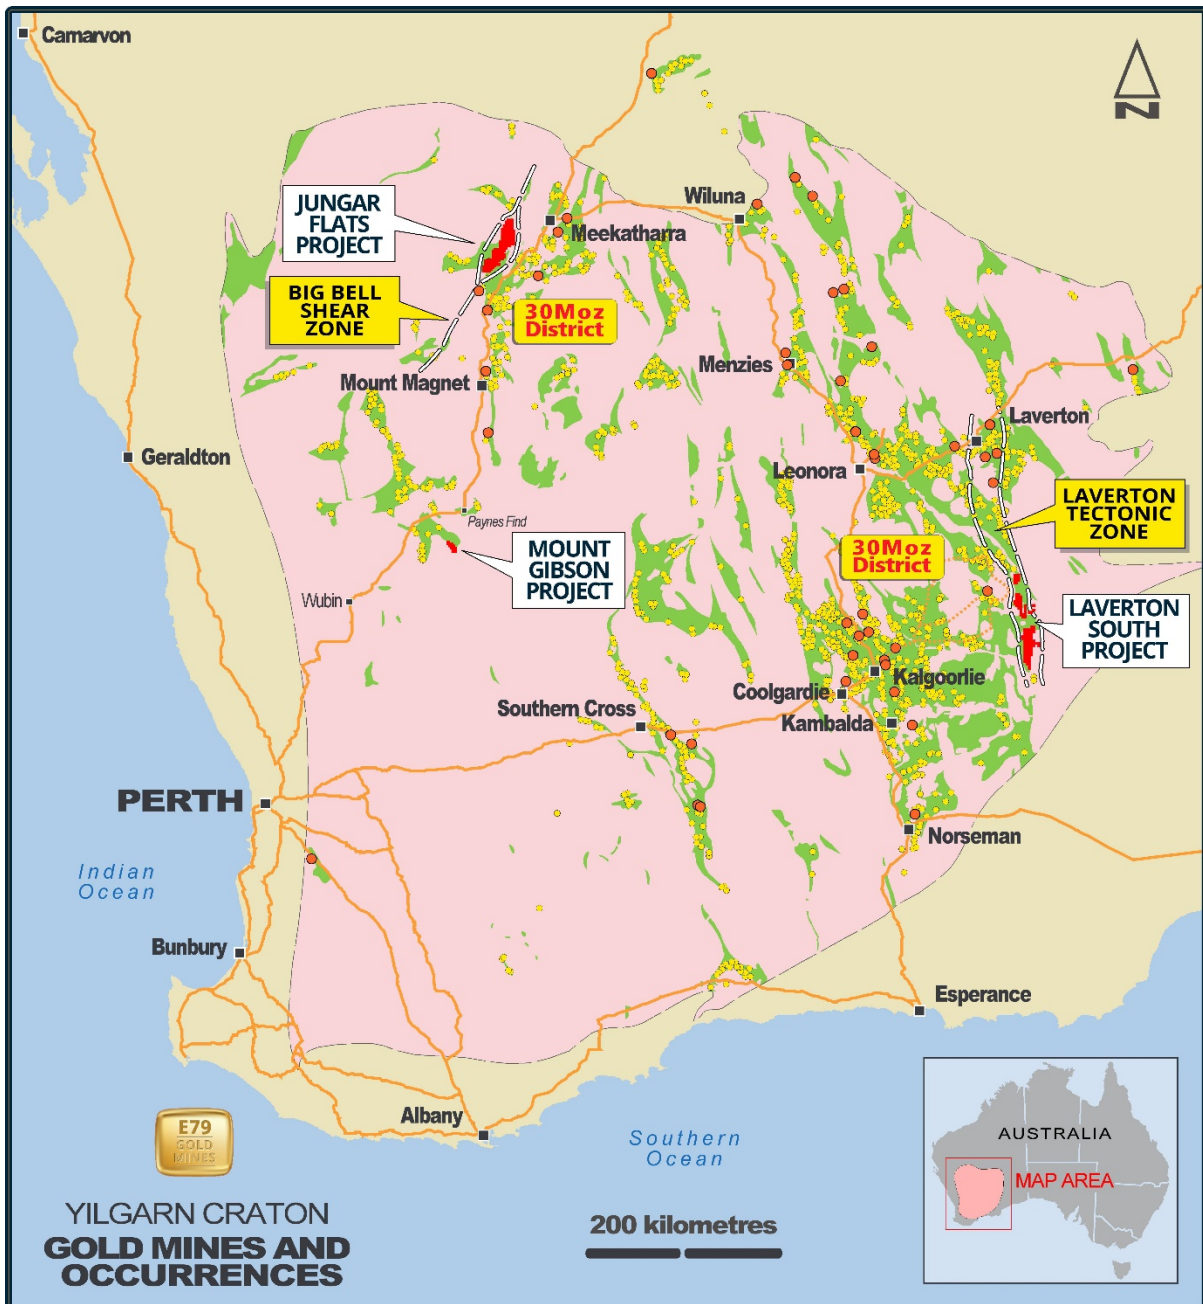 Carnarvon
N
JUNGAR
FLATS
PROJECT
Wiluna
Meekatharra
BIG BELL
SHEAR
ZONE
30Moz
District
Menzies
Mount Magnet
Laverton
Geraldton
Leonora
LAVERTON
TECTONIC
ZONE
Paynes Find
MOUNT
GIBSON
PROJECT
30Moz
District
Wubin
LAVERTON
SOUTH
PROJECT
Kalgoorlie
Coolgardie
Southern Cross
Kambalda
PERTH
Norseman
Indian
Ocean
Bunbury
Esperance
Albany
E79
GOLD
MINES
Southern
Ocean
AUSTRALIA
MAP AREA
YILGARN CRATON
GOLD MINES AND
OCCURRENCES
200 kilometres